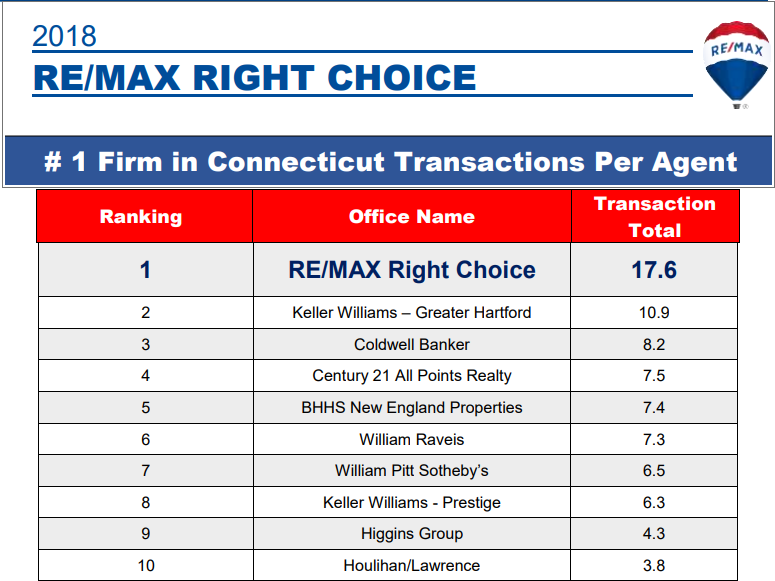 2018
RE/MAX RIGHT CHOICE
RE/MAX
®
# 1 Firm in Connecticut Transactions Per Agent
Ranking Office Name Transaction Total
1 RE/MAX Right Choice 17.6
2 Keller Williams – Greater Hartford 10.9
3 Coldwell Banker 8.2
4 Century 21 All Points Realty 7.5
5 BHHS New England Properties 7.4
6 William Raveis 7.3
7 William Pitt Sotheby’s 6.5
8 Keller Williams - Prestige 6.3
9 Higgins Group 4.3
10 Houlihan/Lawrence 3.8